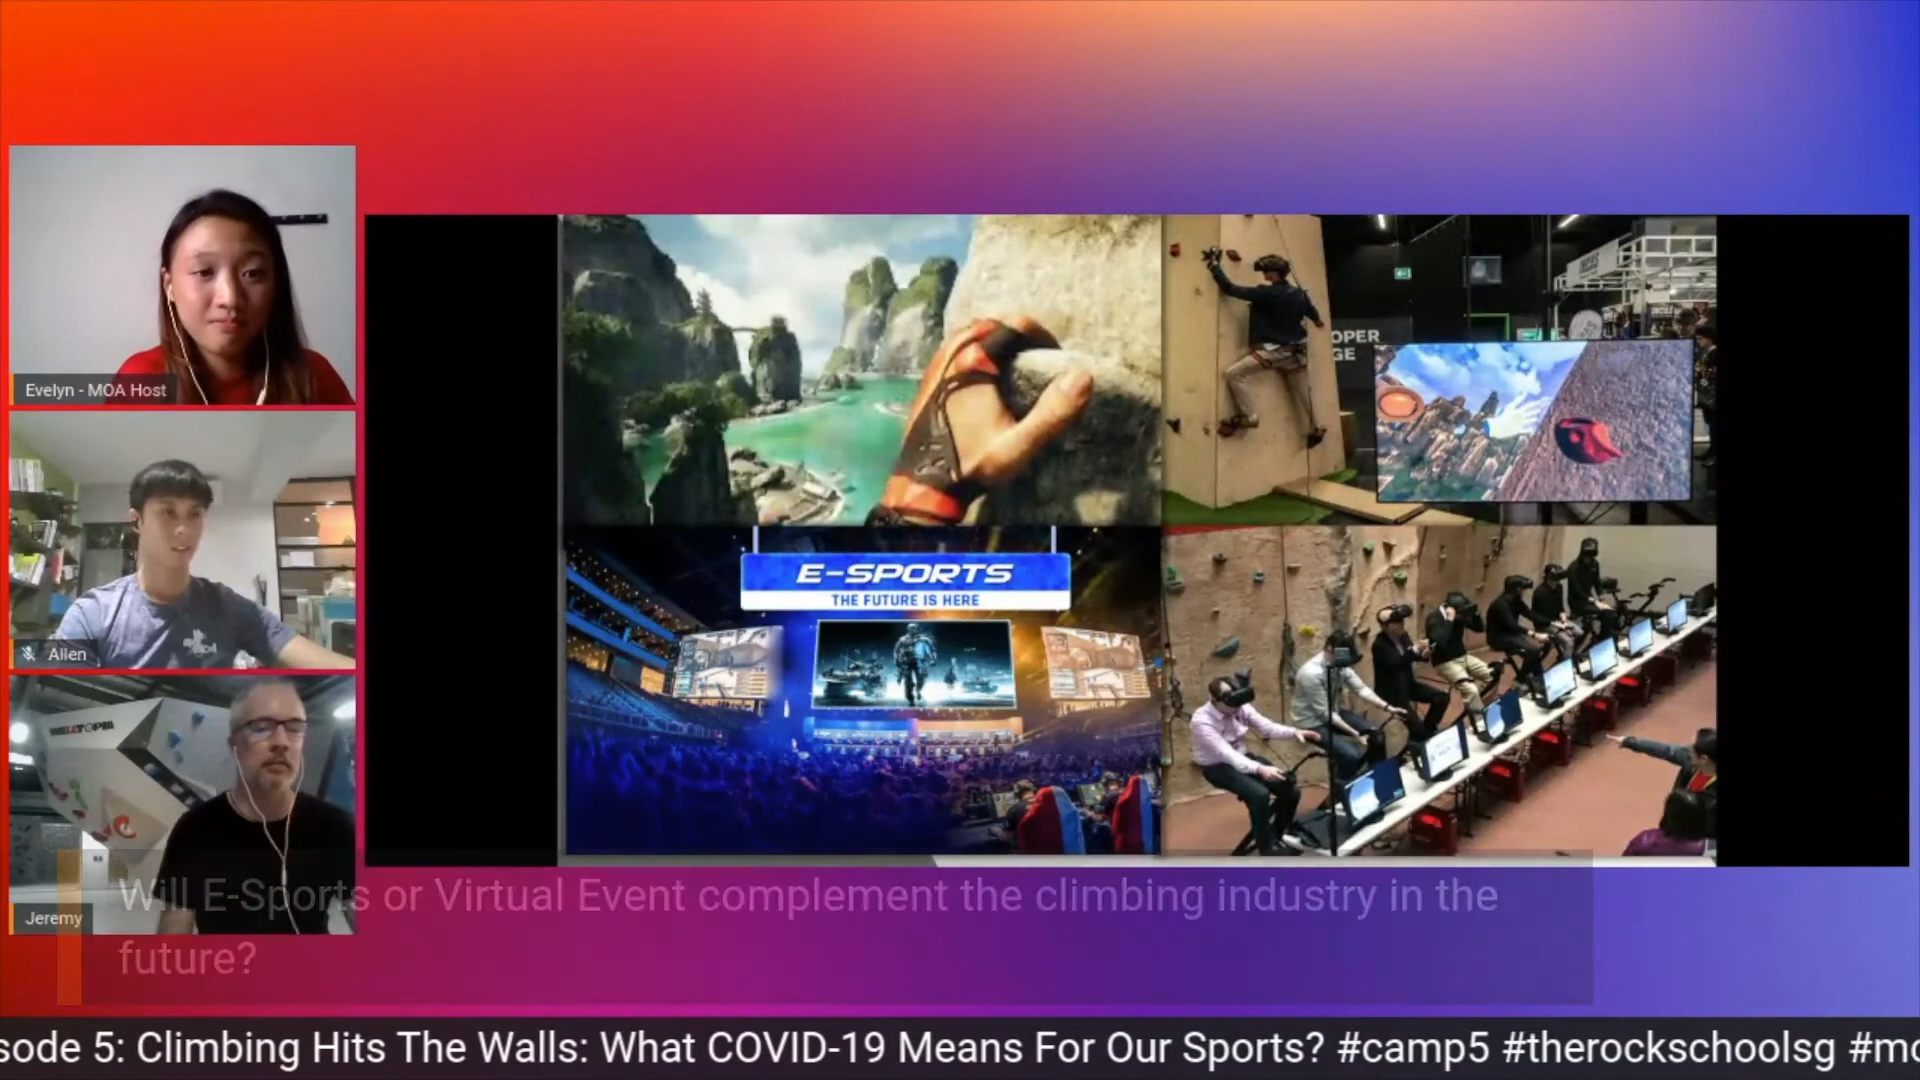 Evelyn - MOA Host
Allen
Jeremy
OPER
GE
E-SPORTS
THE FUTURE IS HERE
Will E-Sports or Virtual Event complement the climbing industry in the
future?
sode 5: Climbing Hits The Walls: What COVID-19 Means For Our Sports? #camp5 #therockschoolsg #mo